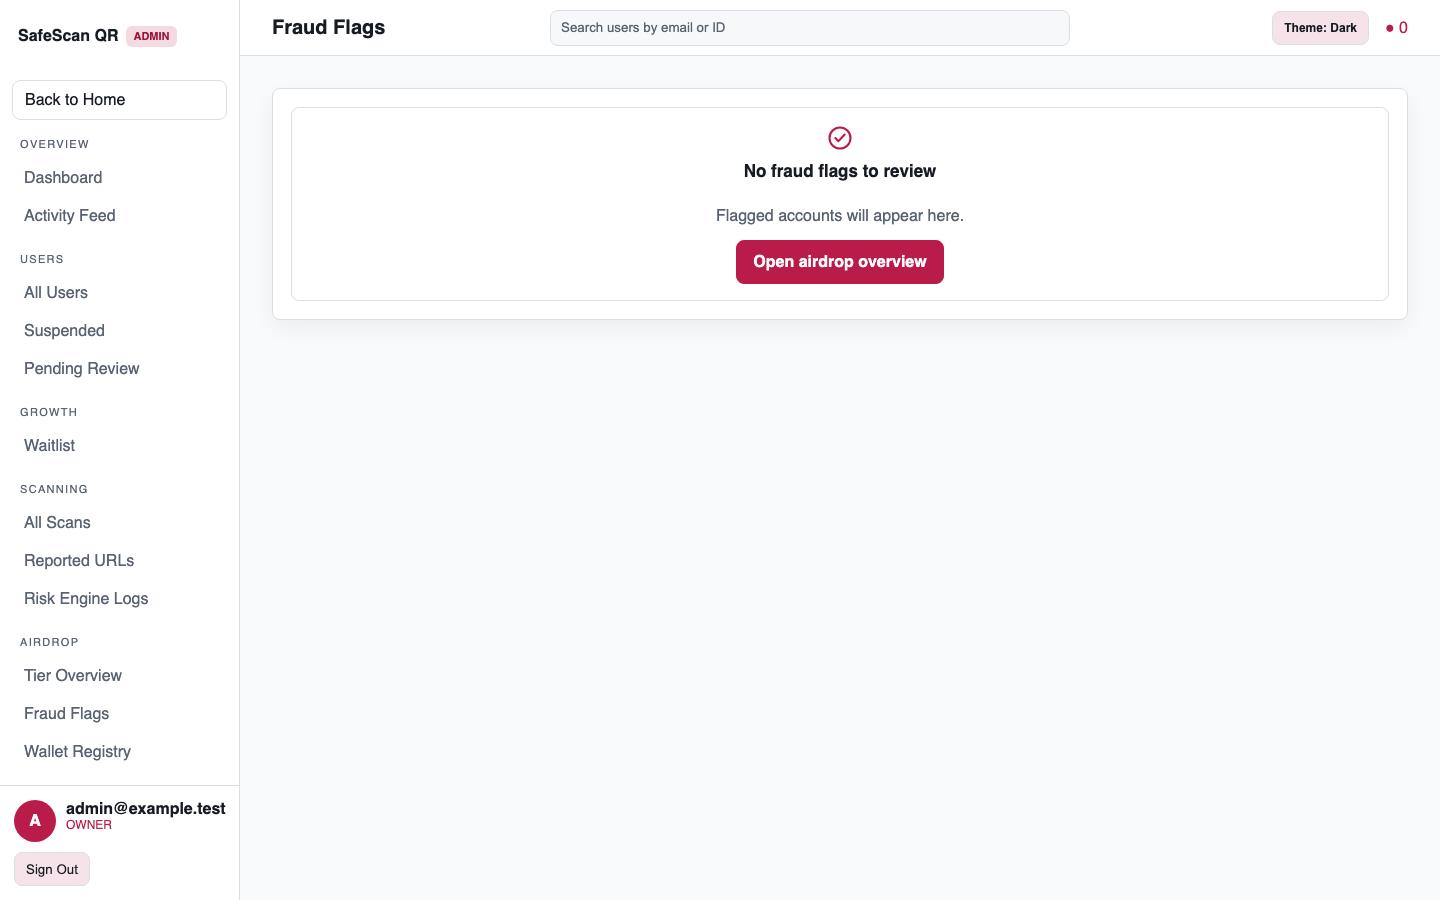 SafeScan QR ADMIN
Back to Home
OVERVIEW
Dashboard
Activity Feed
USERS
All Users
Suspended
Pending Review
GROWTH
Waitlist
SCANNING
All Scans
Reported URLs
Risk Engine Logs
AIRDROP
Tier Overview
Fraud Flags
Wallet Registry
A
admin@example.test
OWNER
Sign Out
Fraud Flags
Search users by email or ID
Theme: Dark
● 0
No fraud flags to review
Flagged accounts will appear here.
Open airdrop overview